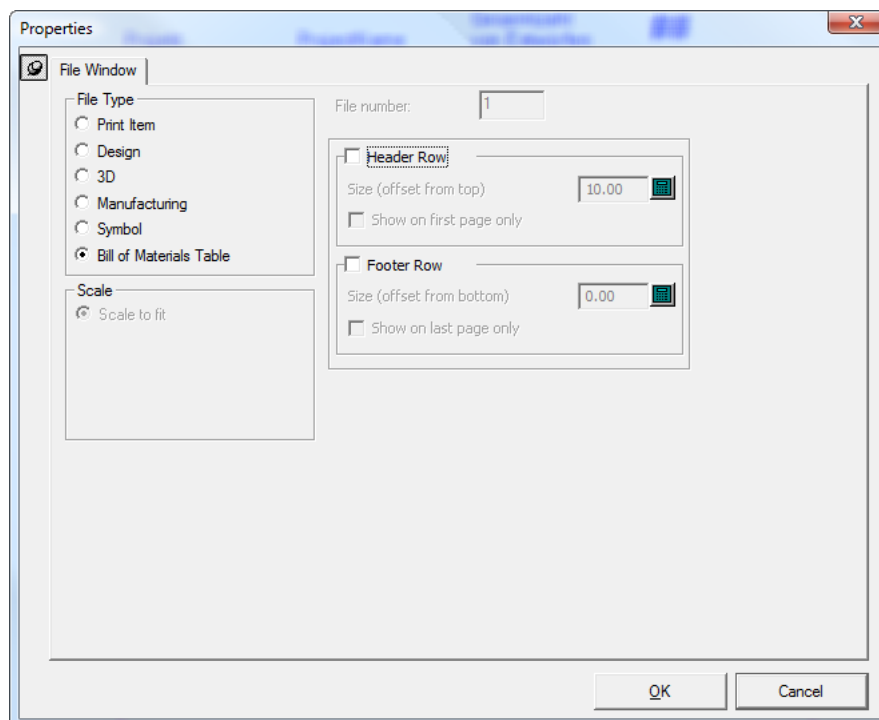 Properties
File Window
File Type
Print Item
Design
3D
Manufacturing
Symbol
Bill of Materials Table
Scale
Scale to fit
File number: 1
Header Row
Size (offset from top) 10.00
Show on first page only
Footer Row
Size (offset from bottom) 0.00
Show on last page only
OK Cancel